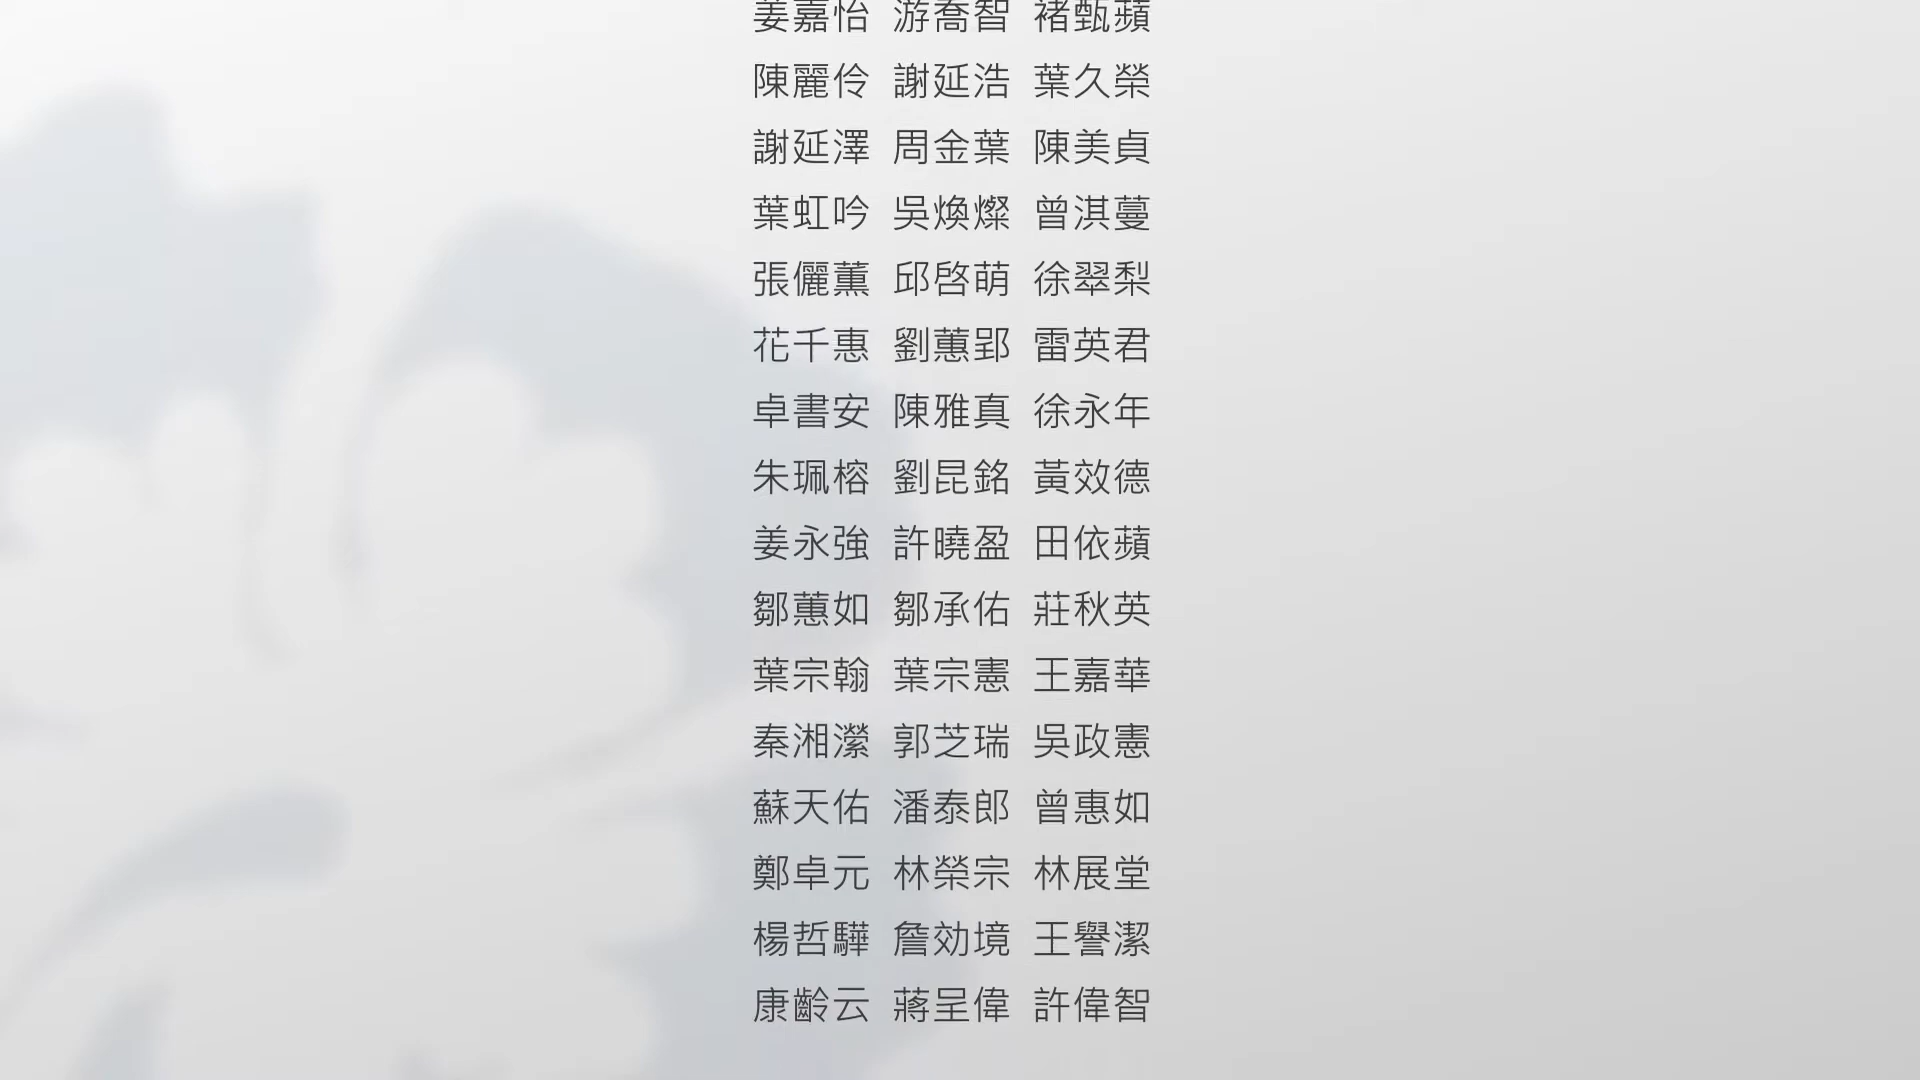 姜嘉怡 游喬智 褚甄蘋
陳麗伶 謝延浩 葉久榮
謝延澤 周金葉 陳美貞
葉虹吟 吳煥燦 曾淇蔓
張儷薰 邱啓萌 徐翠梨
花千惠 劉蕙郢 雷英君
卓書安 陳雅真 徐永年
朱珮榕 劉昆銘 黃效德
姜永強 許曉盈 田依蘋
鄒蕙如 鄒承佑 莊秋英
葉宗翰 葉宗憲 王嘉華
秦湘瀠 郭芝瑞 吳政憲
蘇天佑 潘泰郎 曾惠如
鄭卓元 林榮宗 林展堂
楊哲驊 詹効境 王譽潔
康齡云 蔣呈偉 許偉智